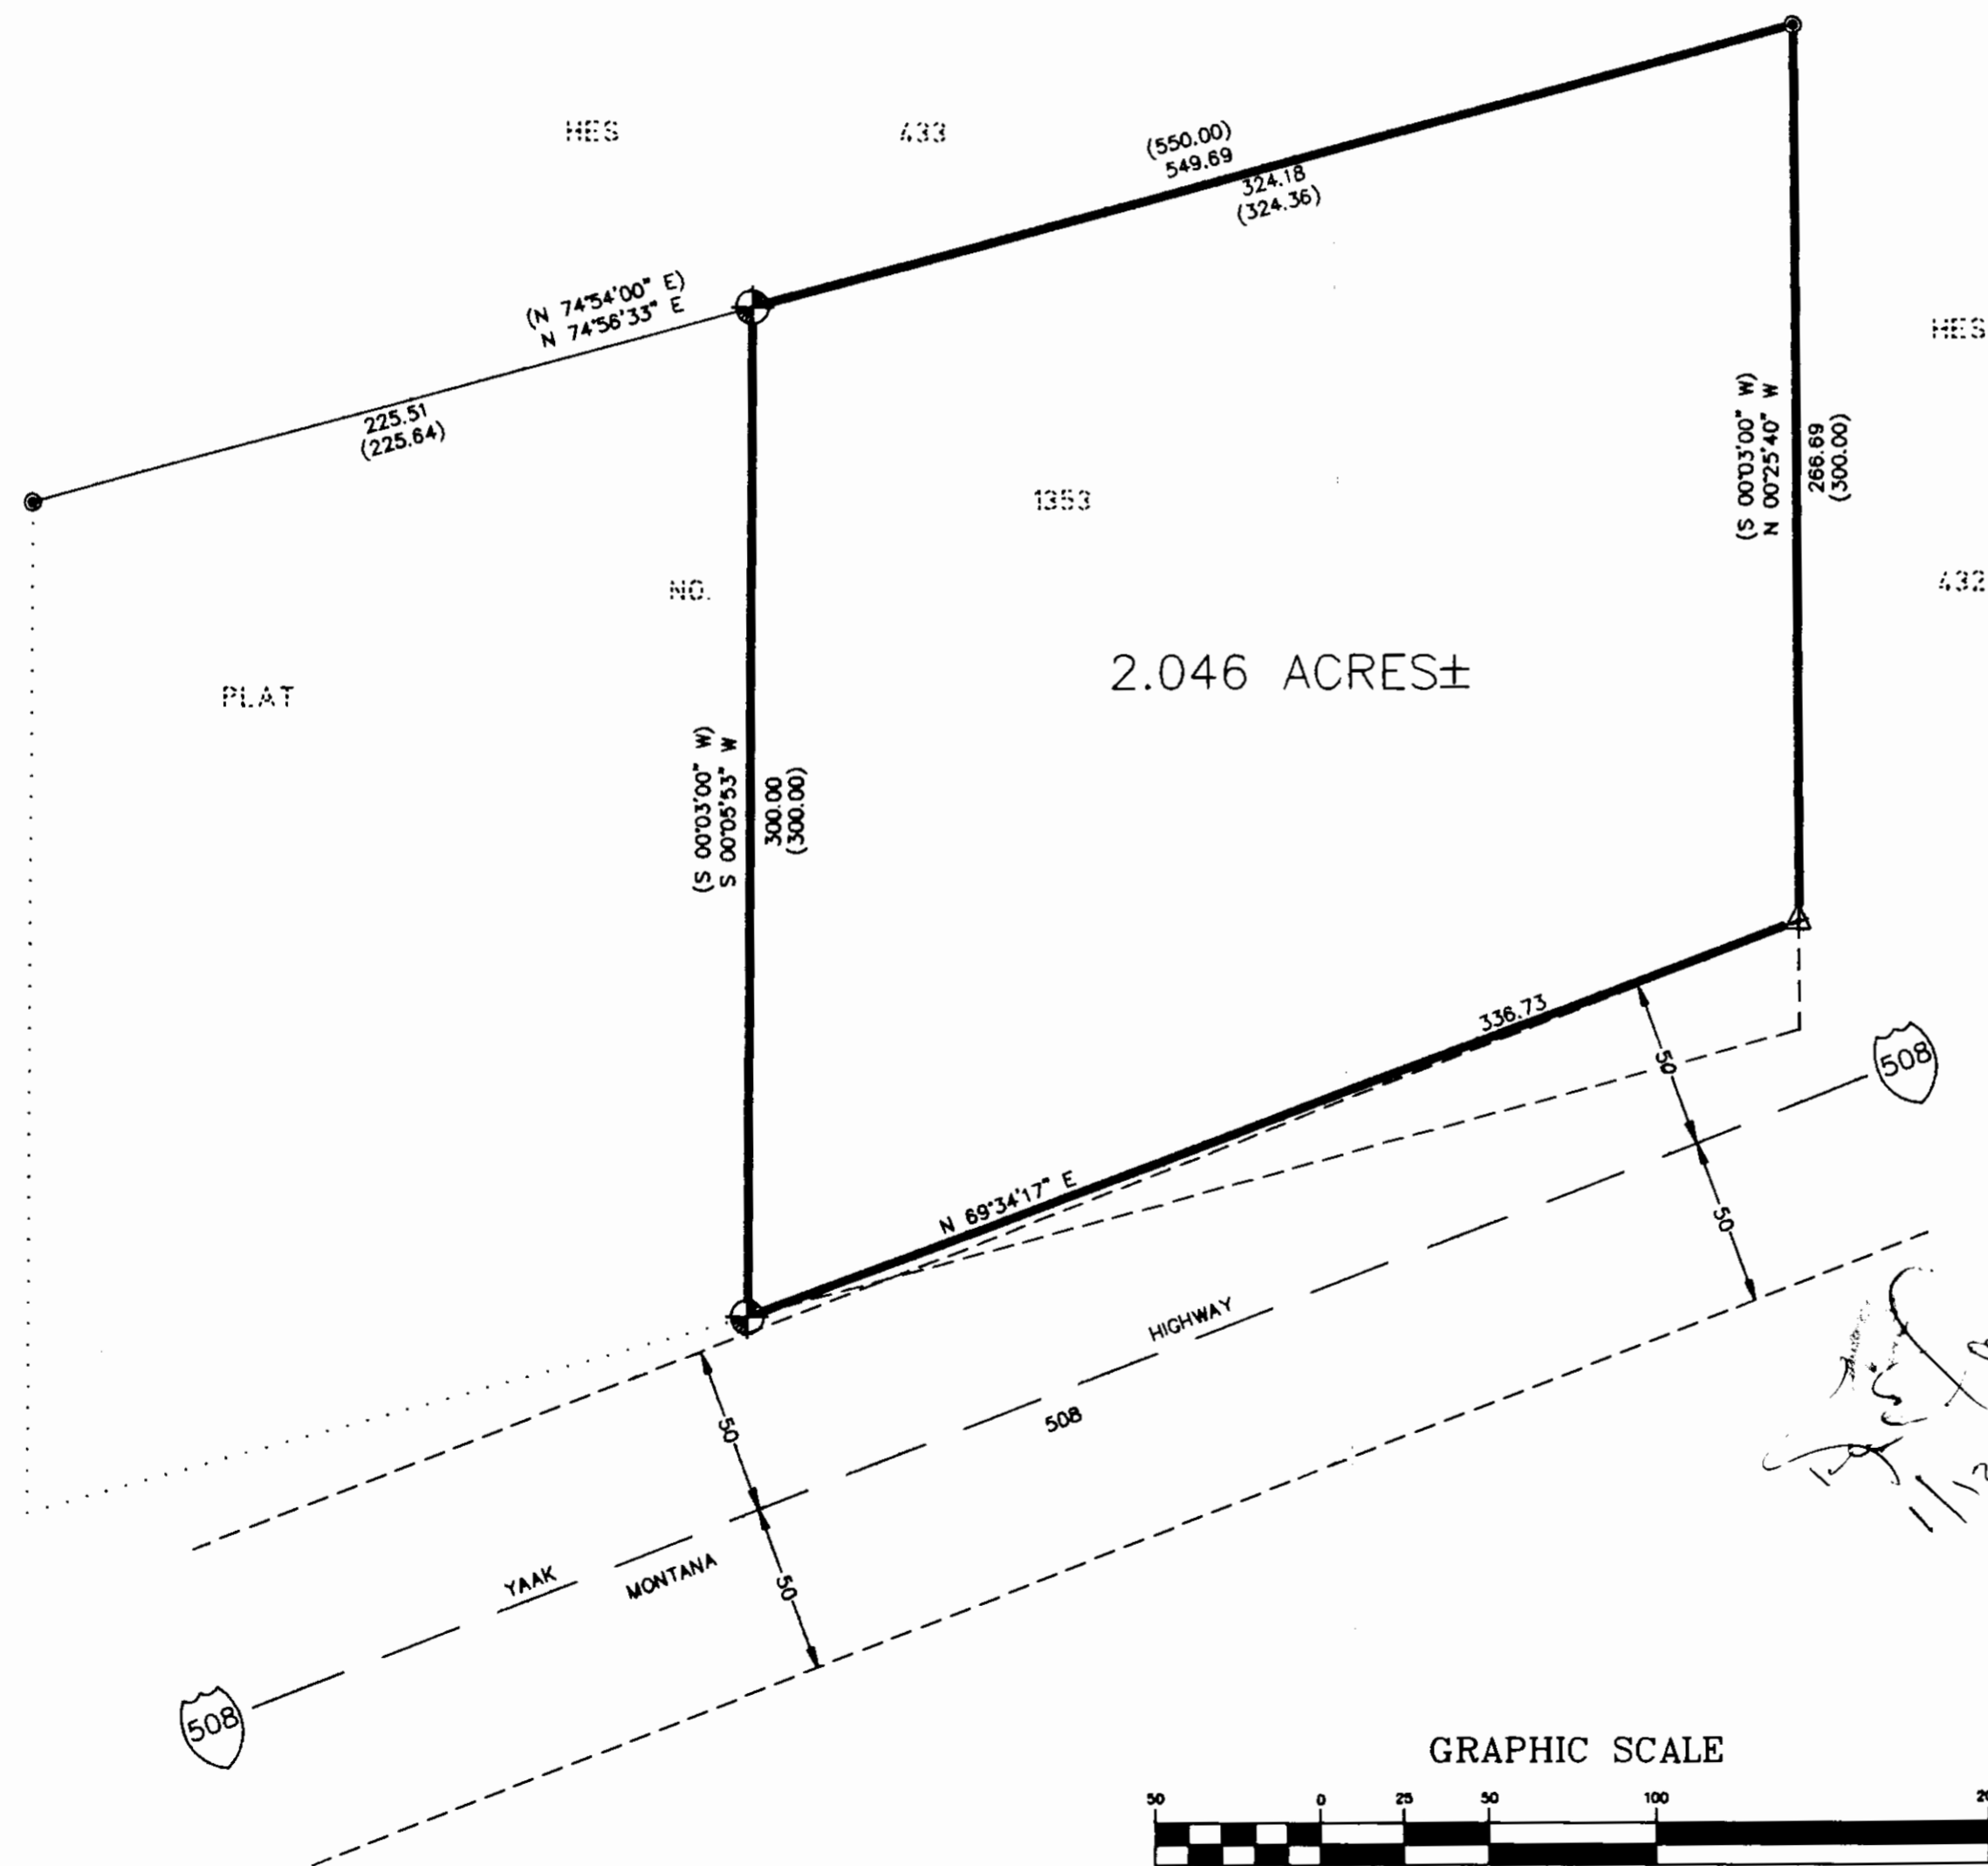 HES 433
(550.00)
549.69
324.18
(324.36)
(N 74°54'00" E)
N 74°56'33" E
225.51
(225.64)
HES
(S 00°03'00" W)
N 00°25'40" W
266.69
(300.00)
1353
NO.
432
2.046 ACRES±
PLAT
(S 00°03'00" W)
S 00°05'53" W
300.00
(300.00)
336.73
50
508
N 69°34'17" E
50
HIGHWAY
508
50
YAAK
MONTANA
50
508
GRAPHIC SCALE
50 0 25 50 100